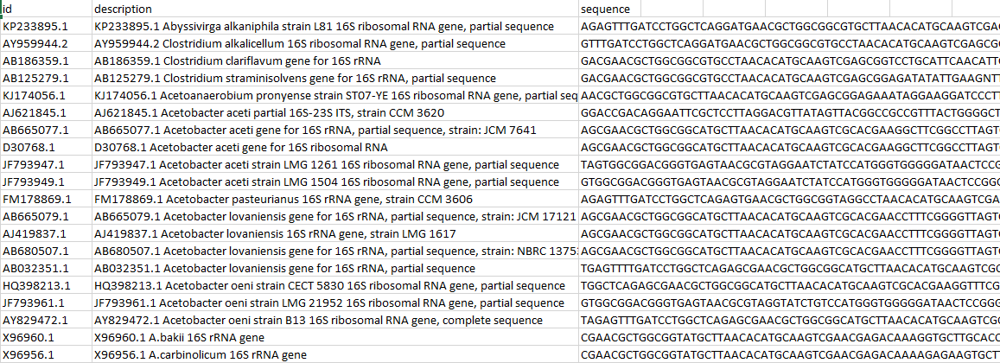 id description sequence
KP233895.1 KP233895.1 Abyssivirga alkaniphila strain L81 16S ribosomal RNA gene, partial sequence AGAGTTTGATCCTGGCTCAGGATGAACGCTGGCGGCGTGCTTAACACATGCAAGTCGAG
AY959944.2 AY959944.2 Clostridium alkalicellum 16S ribosomal RNA gene, partial sequence GTTTGATCCTGGCTCAGGATGAACGCTGGCGGCGTGCCTAACACATGCAAGTCGAGCG
AB186359.1 AB186359.1 Clostridium clariflavum gene for 16S rRNA GACGAACGCTGGCGGCGTGCCTAACACATGCAAGTCGAGCGGTCCTGCATTCAACATT
AB125279.1 AB125279.1 Clostridium straminisolvens gene for 16S rRNA, partial sequence GACGAACGCTGGCGGCGTGCCTAACACATGCAAGTCGAGCGGAGATATATTGAAGNT
KJ174056.1 KJ174056.1 Acetoanaerobium pronyense strain ST07-YE 16S ribosomal RNA gene, partial seq AACGCTGGCGGCGTGCTTAACACATGCAAGTCGAGCGGAGAAATAGGAAGGATCCCTT
AJ621845.1 AJ621845.1 Acetobacter aceti partial 16S-23S ITS, strain CCM 3620 GGACCGACAGGAATTCGCTCCTTAGGACGTTATAGTTACGGCCGCCGTTTACTGGGGCT
AB665077.1 AB665077.1 Acetobacter aceti gene for 16S rRNA, partial sequence, strain: JCM 7641 AGCGAACGCTGGCGGCATGCTTAACACATGCAAGTCGCACGAAGGCTTCGGCCTTAGT
D30768.1 D30768.1 Acetobacter aceti gene for 16S ribosomal RNA AGCGAACGCTGGCGGCATGCTTAACACATGCAAGTCGCACGAAGGCTTCGGCCTTAGT
JF793947.1 JF793947.1 Acetobacter aceti strain LMG 1261 16S ribosomal RNA gene, partial sequence TAGTGGCGGACGGGTGAGTAACGCGTAGGAATCTATCCATGGGTGGGGGATAACTCCG
JF793949.1 JF793949.1 Acetobacter aceti strain LMG 1504 16S ribosomal RNA gene, partial sequence GTGGCGGACGGGTGAGTAACGCGTAGGAATCTATCCATGGGTGGGGGATAACTCCGGG
FM178869.1 FM178869.1 Acetobacter pasteurianus 16S rRNA gene, strain CCM 3606 AGAGTTTGATCCTGGCTCAGAGTGAACGCTGGCGGTAGGCCTAACACATGCAAGTCGA
AB665079.1 AB665079.1 Acetobacter lovaniensis gene for 16S rRNA, partial sequence, strain: JCM 17121 AGCGAACGCTGGCGGCATGCTTAACACATGCAAGTCGCACGAACCTTTCGGGGTTAGT
AJ419837.1 AJ419837.1 Acetobacter lovaniensis 16S rRNA gene, strain LMG 1617 AGCGAACGCTGGCGGCATGCTTAACACATGCAAGTCGCACGAACCTTTCGGGGTTAGT
AB680507.1 AB680507.1 Acetobacter lovaniensis gene for 16S rRNA, partial sequence, strain: NBRC 1375 AGCGAACGCTGGCGGCATGCTTAACACATGCAAGTCGCACGAACCTTTCGGGGTTAGT
AB032351.1 AB032351.1 Acetobacter lovaniensis gene for 16S rRNA, partial sequence TGAGTTTTGATCCTGGCTCAGAGCGAACGCTGGCGGCATGCTTAACACATGCAAGTCGC
HQ398213.1 HQ398213.1 Acetobacter oeni strain CECT 5830 16S ribosomal RNA gene, partial sequence TGGCTCAGAGCGAACGCTGGCGGCATGCTTAACACATGCAAGTCGCACGAAGGTTTCG
JF793961.1 JF793961.1 Acetobacter oeni strain LMG 21952 16S ribosomal RNA gene, partial sequence GTGGCGGACGGGTGAGTAACGCGTAGGTATCTGTCCATGGGTGGGGGATAACTCCGGG
AY829472.1 AY829472.1 Acetobacter oeni strain B13 16S ribosomal RNA gene, complete sequence TAGAGTTTGATCCTGGCTCAGAGCGAACGCTGGCGGCATGCTTAACACATGCAAGTCGC
X96960.1 X96960.1 A.bakii 16S rRNA gene CGAACGCTGGCGGTATGCTTAACACATGCAAGTCGAACGAGACAAAGGTGCTTGCACC
X96956.1 X96956.1 A.carbinolicum 16S rRNA gene CGAACGCTGGCGGTATGCTTAACACATGCAAGTCGAACGAGACAAAAGAGAAGTGCT